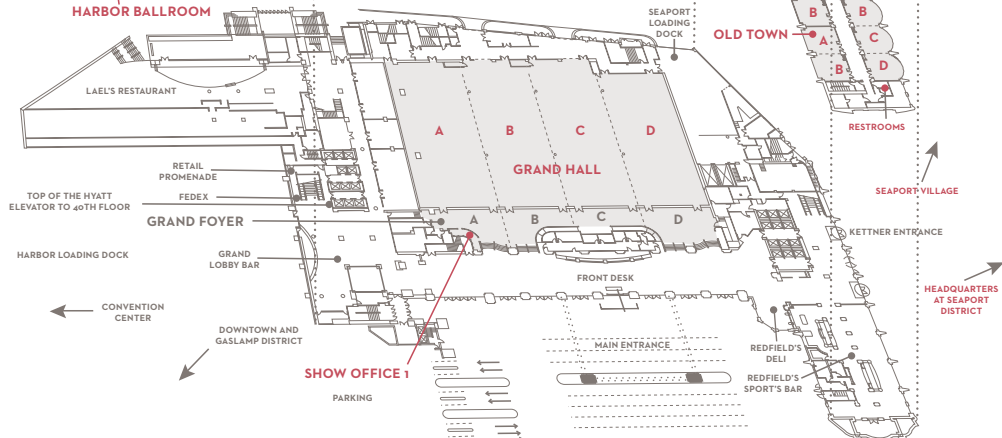 HARBOR BALLROOM
SEAPORT
LOADING
DOCK
OLD TOWN
B
B
A
C
B
D
RESTROOMS
LAEL'S RESTAURANT
A
B
C
D
GRAND HALL
RETAIL
PROMENADE
FEDEX
TOP OF THE HYATT
ELEVATOR TO 40TH FLOOR
GRAND FOYER
A
B
C
D
SEAPORT VILLAGE
KETTNER ENTRANCE
HARBOR LOADING DOCK
GRAND
LOBBY BAR
FRONT DESK
HEADQUARTERS
AT SEAPORT
DISTRICT
CONVENTION
CENTER
DOWNTOWN AND
GASLAMP DISTRICT
MAIN ENTRANCE
REDFIELD'S
DELI
SHOW OFFICE 1
REDFIELD'S
SPORT'S BAR
PARKING